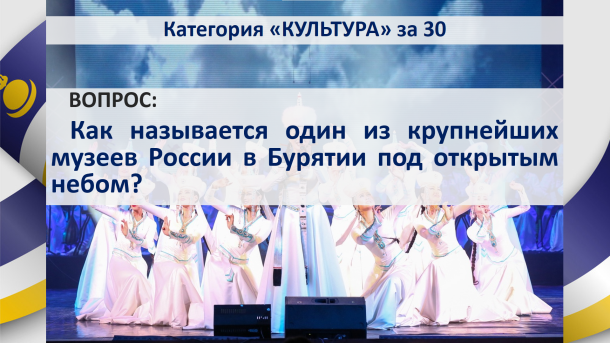 Категория «КУЛЬТУРА» за 30
ВОПРОС:
Как называется один из крупнейших
музеев России в Бурятии под открытым
небом?